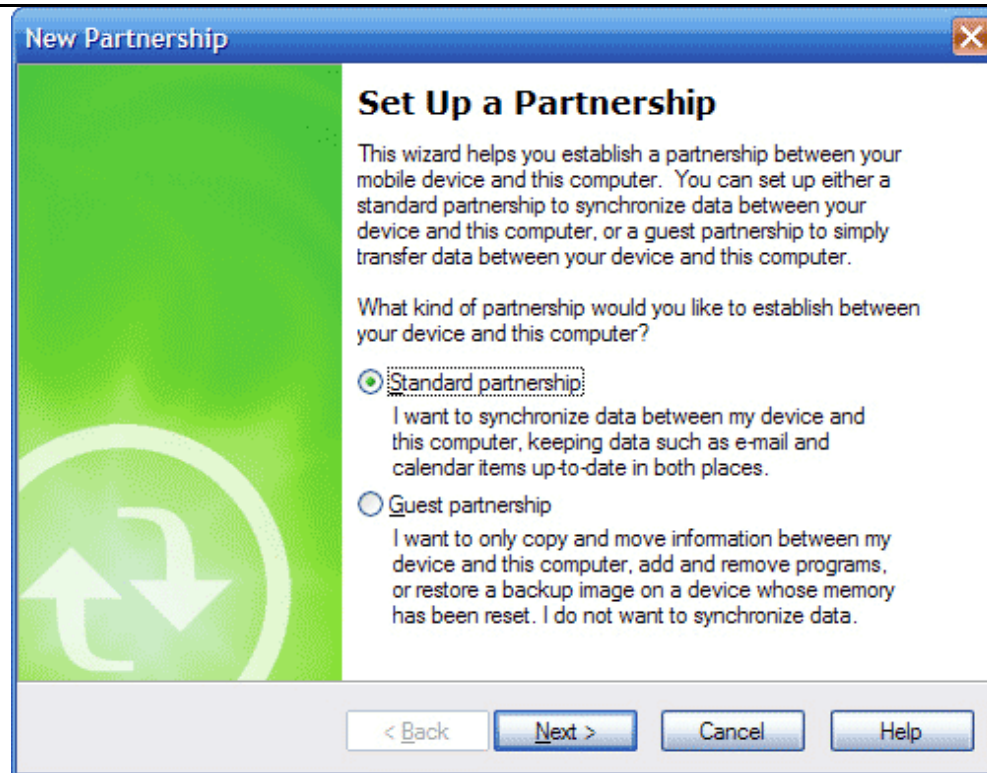 New Partnership
Set Up a Partnership
This wizard helps you establish a partnership between your
mobile device and this computer. You can set up either a
standard partnership to synchronize data between your
device and this computer, or a guest partnership to simply
transfer data between your device and this computer.
What kind of partnership would you like to establish between
your device and this computer?
Standard partnership
I want to synchronize data between my device and
this computer, keeping data such as e-mail and
calendar items up-to-date in both places.
Guest partnership
I want to only copy and move information between my
device and this computer, add and remove programs,
or restore a backup image on a device whose memory
has been reset. I do not want to synchronize data.
< Back Next > Cancel Help